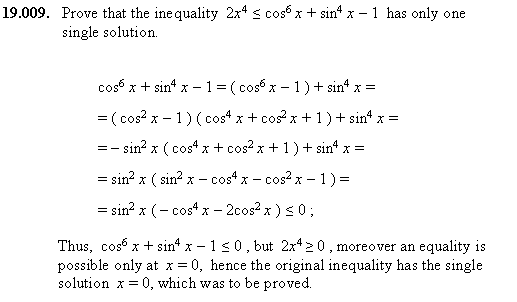 19.009. Prove that the inequality 2x⁴ ≤ cos⁶ x + sin⁴ x − 1 has only one
single solution.
cos⁶ x + sin⁴ x − 1 = ( cos⁶ x − 1 ) + sin⁴ x =
= ( cos² x − 1 ) ( cos⁴ x + cos² x + 1 ) + sin⁴ x =
= − sin² x ( cos⁴ x + cos² x + 1 ) + sin⁴ x =
= sin² x ( sin² x − cos⁴ x − cos² x − 1 ) =
= sin² x ( − cos⁴ x − 2cos² x ) ≤ 0 ;
Thus, cos⁶ x + sin⁴ x − 1 ≤ 0 , but 2x⁴ ≥ 0 , moreover an equality is
possible only at x = 0, hence the original inequality has the single
solution x = 0, which was to be proved.